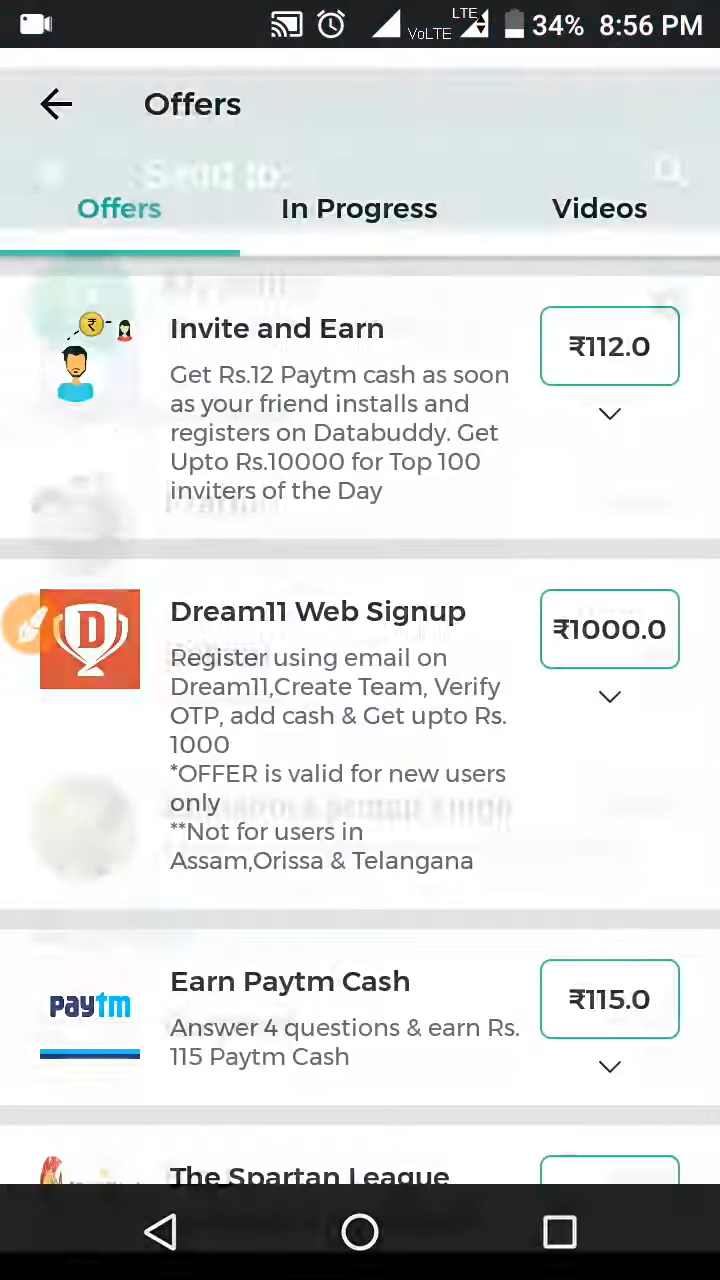 LTE
VoLTE
34% 8:56 PM
Offers
Send to:
Offers In Progress Videos
Invite and Earn
₹112.0
Get Rs.12 Paytm cash as soon
as your friend installs and
registers on Databuddy. Get
Upto Rs.10000 for Top 100
inviters of the Day
D
Dream11 Web Signup
₹1000.0
Register using email on
Dream11,Create Team, Verify
OTP, add cash & Get upto Rs.
1000
*OFFER is valid for new users
only
**Not for users in
Assam,Orissa & Telangana
paytm
Earn Paytm Cash
₹115.0
Answer 4 questions & earn Rs.
115 Paytm Cash
The Spartan League